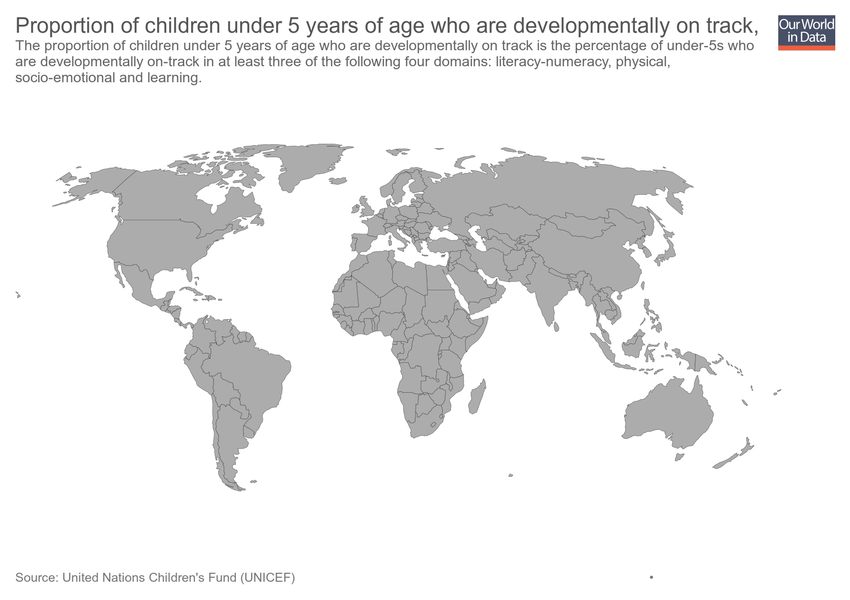 Proportion of children under 5 years of age who are developmentally on track,
Our World
in Data
The proportion of children under 5 years of age who are developmentally on track is the percentage of under-5s who
are developmentally on-track in at least three of the following four domains: literacy-numeracy, physical,
socio-emotional and learning.
Source: United Nations Children's Fund (UNICEF)
•